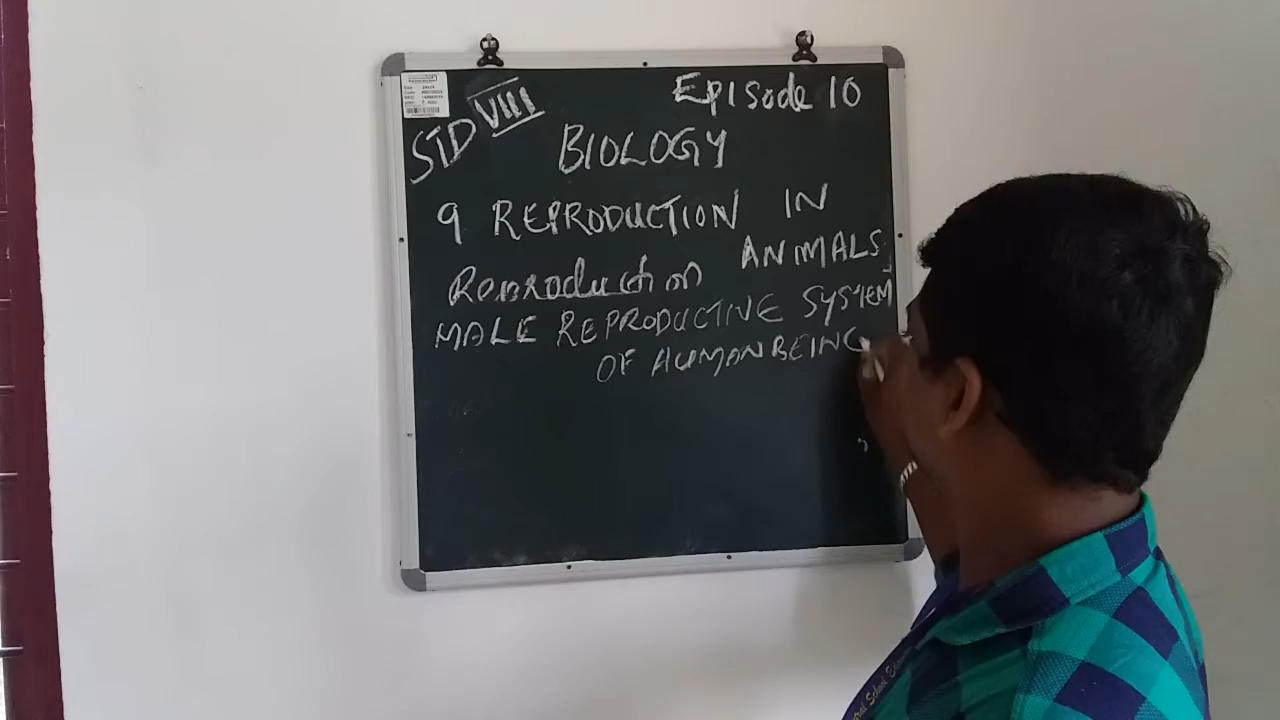 Episode 10
STD VIII
BIOLOGY
9 REPRODUCTION IN
ANIMALS
Reproduction
MALE REPRODUCTIVE SYSTEM
OF HUMAN BEING